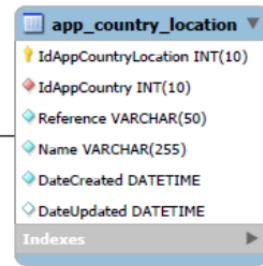 app_country_location
IdAppCountryLocation INT(10)
IdAppCountry INT(10)
Reference VARCHAR(50)
Name VARCHAR(255)
DateCreated DATETIME
DateUpdated DATETIME
Indexes